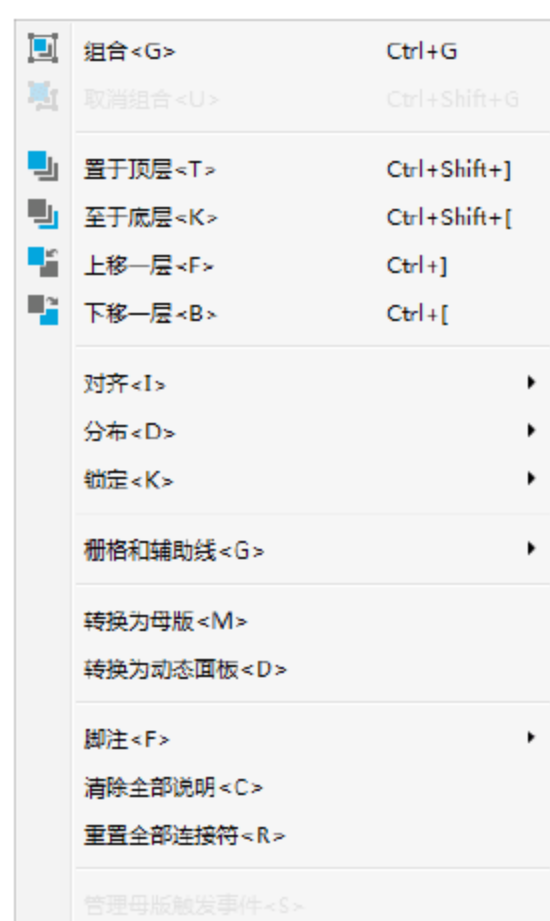 组合<G> Ctrl+G
取消组合<U> Ctrl+Shift+G
置于顶层<T> Ctrl+Shift+]
至于底层<K> Ctrl+Shift+[
上移一层<F> Ctrl+]
下移一层<B> Ctrl+[
对齐<I>
分布<D>
锁定<K>
栅格和辅助线<G>
转换为母版<M>
转换为动态面板<D>
脚注<F>
清除全部说明<C>
重置全部连接符<R>
管理母版触发事件<S>